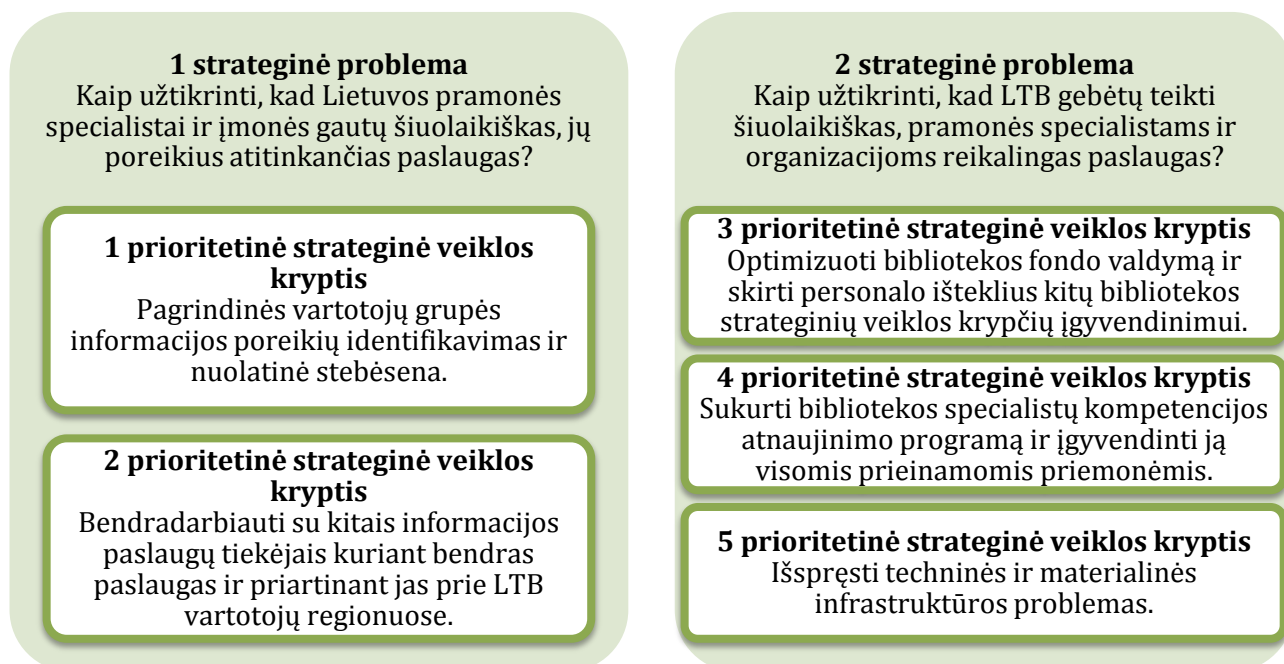 1 strateginė problema
Kaip užtikrinti, kad Lietuvos pramonės
specialistai ir įmonės gautų šiuolaikiškas, jų
poreikius atitinkančias paslaugas?
1 prioritetinė strateginė veiklos
kryptis
Pagrindinės vartotojų grupės
informacijos poreikių identifikavimas ir
nuolatinė stebėsena.
2 prioritetinė strateginė veiklos
kryptis
Bendradarbiauti su kitais informacijos
paslaugų tiekėjais kuriant bendras
paslaugas ir priartinant jas prie LTB
vartotojų regionuose.
2 strateginė problema
Kaip užtikrinti, kad LTB gebėtų teikti
šiuolaikiškas, pramonės specialistams ir
organizacijoms reikalingas paslaugas?
3 prioritetinė strateginė veiklos kryptis
Optimizuoti bibliotekos fondo valdymą ir
skirti personalo išteklius kitų bibliotekos
strateginių veiklos krypčių įgyvendinimui.
4 prioritetinė strateginė veiklos kryptis
Sukurti bibliotekos specialistų kompetencijos
atnaujinimo programą ir įgyvendinti ją
visomis prieinamomis priemonėmis.
5 prioritetinė strateginė veiklos kryptis
Išspręsti techninės ir materialinės
infrastruktūros problemas.